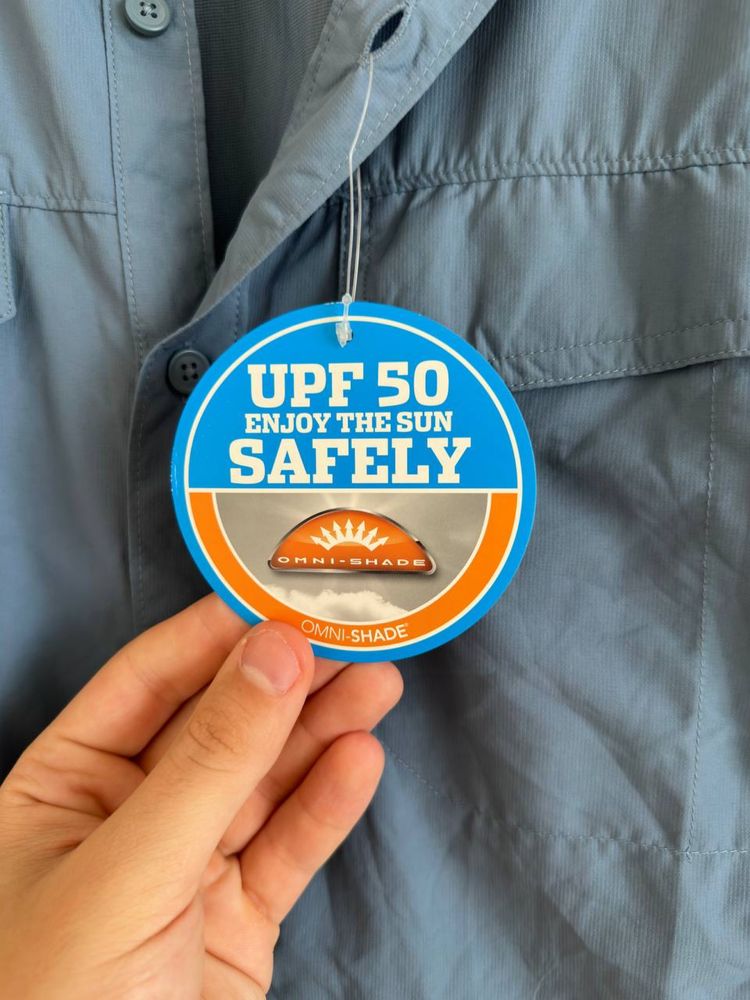 UPF 50
ENJOY THE SUN
SAFELY
OMNI-SHADE
OMNI-SHADE®